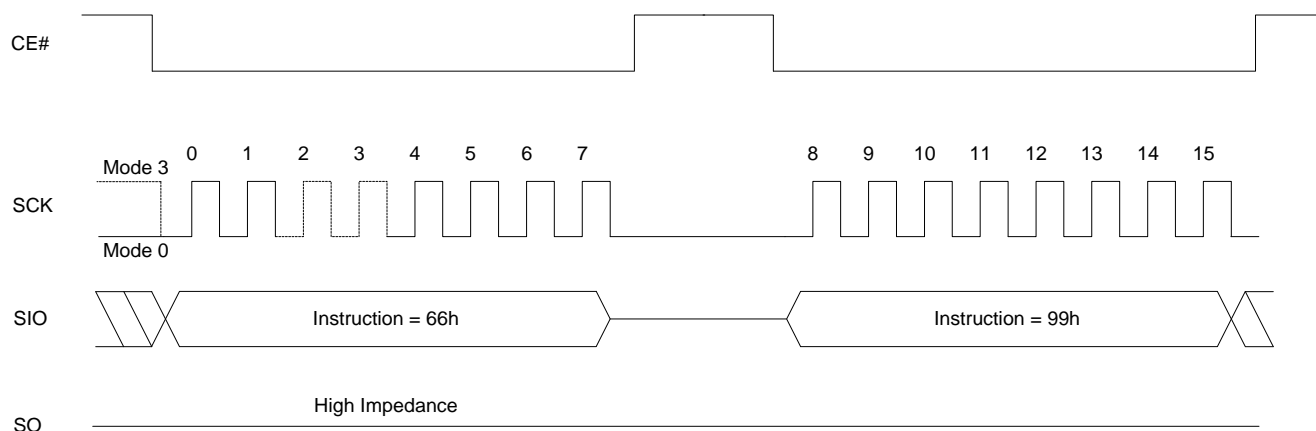 CE#
0 1 2 3 4 5 6 7 8 9 10 11 12 13 14 15
Mode 3
SCK
Mode 0
SIO
Instruction = 66h
Instruction = 99h
High Impedance
SO